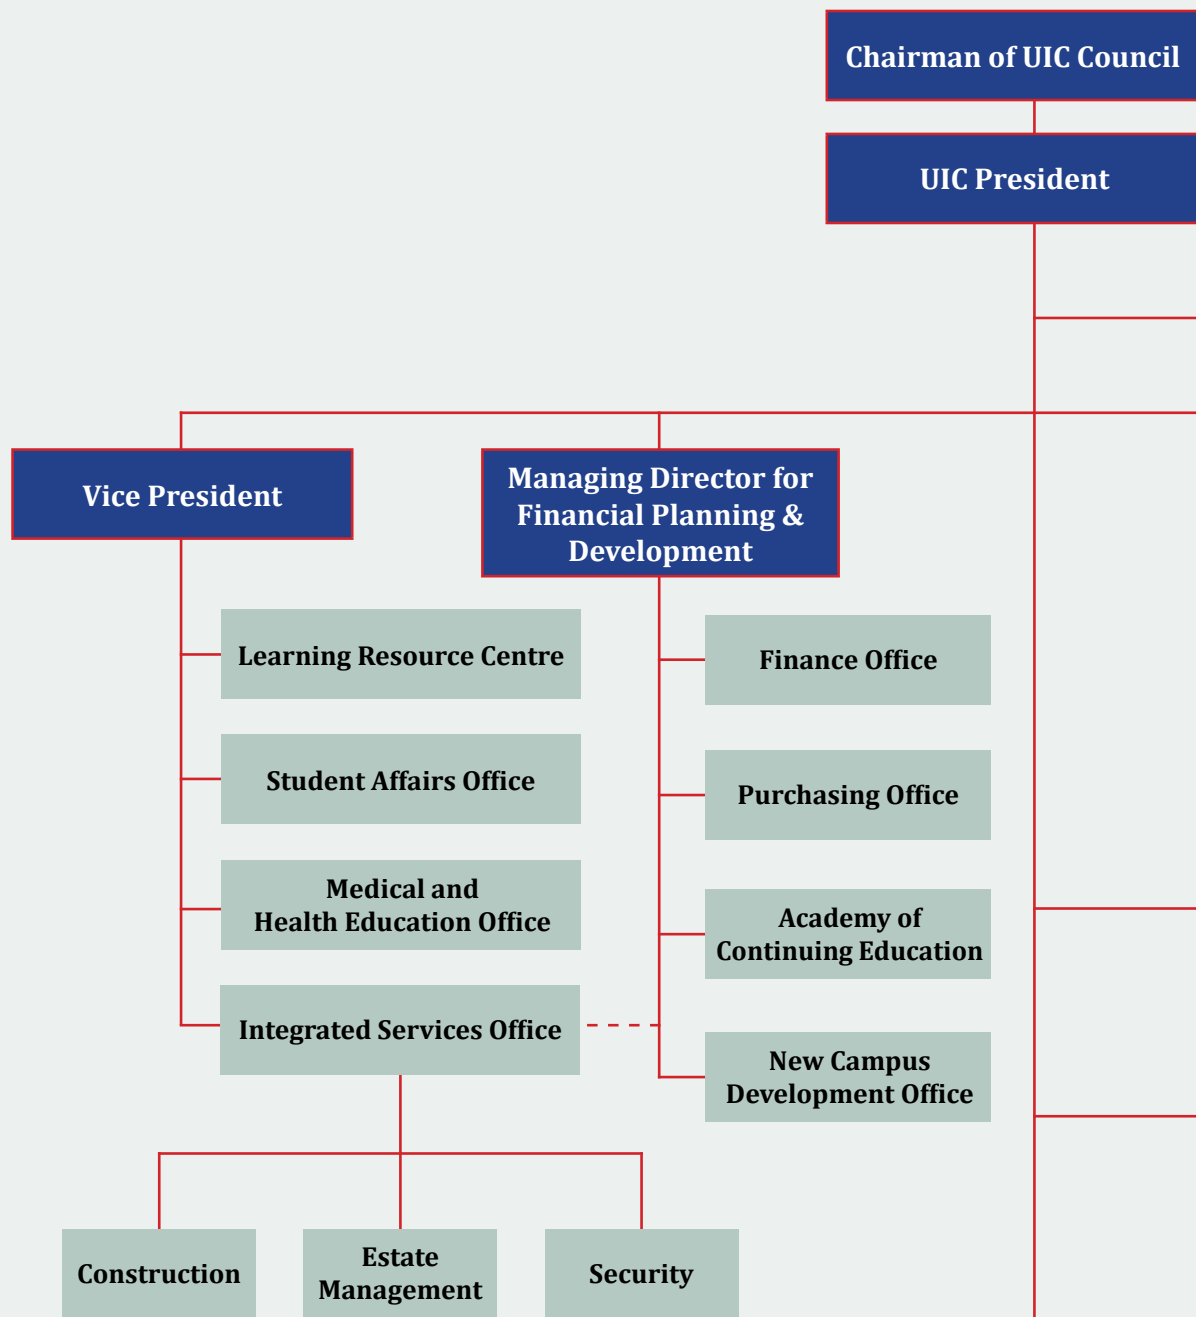 Chairman of UIC Council
UIC President
Vice President
Managing Director for
Financial Planning &
Development
Learning Resource Centre
Student Affairs Office
Medical and
Health Education Office
Integrated Services Office
Finance Office
Purchasing Office
Academy of
Continuing Education
New Campus
Development Office
Construction
Estate
Management
Security